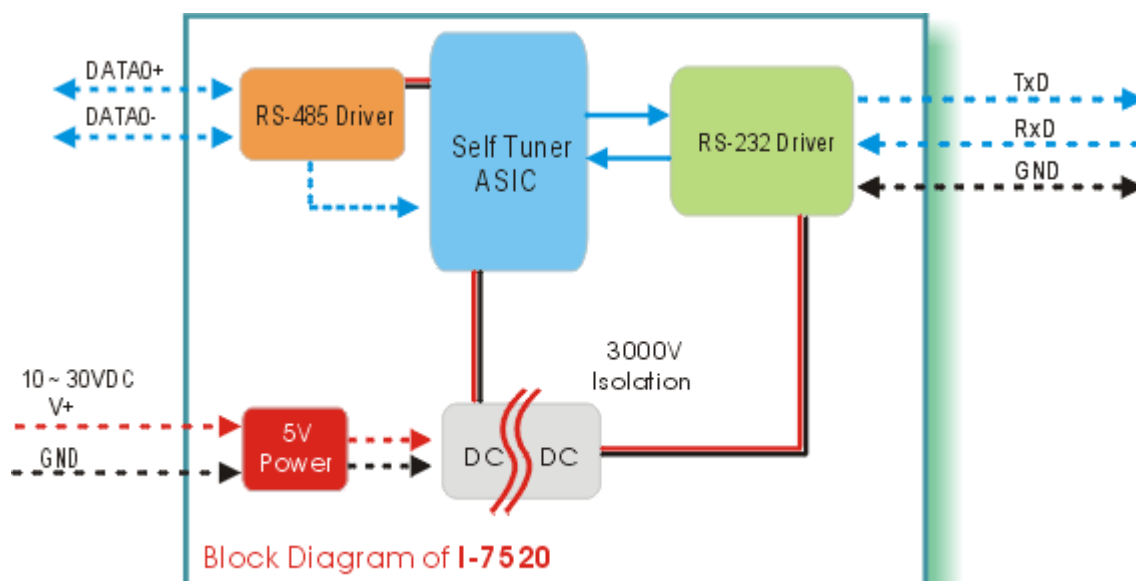 DATA0+
DATA0-
RS-485 Driver
Self Tuner
ASIC
RS-232 Driver
TxD
RxD
GND
3000V
Isolation
10 ~ 30VDC
V+
GND
5V
Power
DC
DC
Block Diagram of I-7520